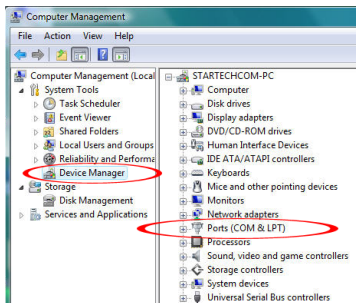 Computer Management
File Action View Help
Computer Management (Local
System Tools
Task Scheduler
Event Viewer
Shared Folders
Local Users and Groups
Reliability and Performa
Device Manager
Storage
Disk Management
Services and Applications
STARTECHCOM-PC
Computer
Disk drives
Display adapters
DVD/CD-ROM drives
Human Interface Devices
IDE ATA/ATAPI controllers
Keyboards
Mice and other pointing devices
Monitors
Network adapters
Ports (COM & LPT)
Processors
Sound, video and game controllers
Storage controllers
System devices
Universal Serial Bus controllers